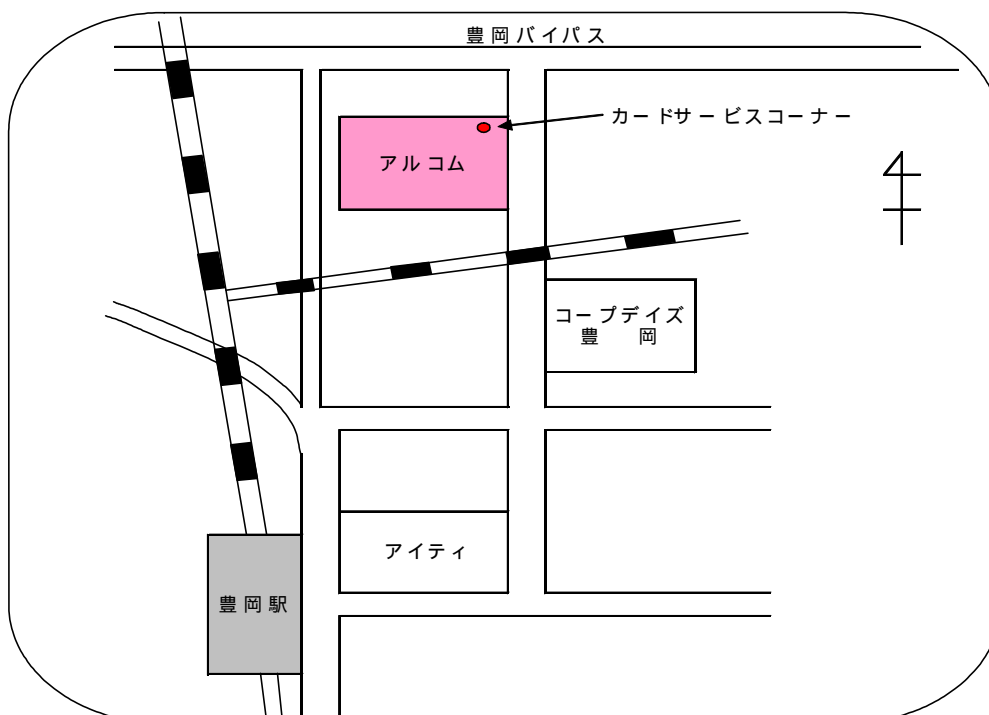 豊岡バイパス
カードサービスコーナー
アルコム
コープデイズ
豊　岡
アイティ
豊岡駅